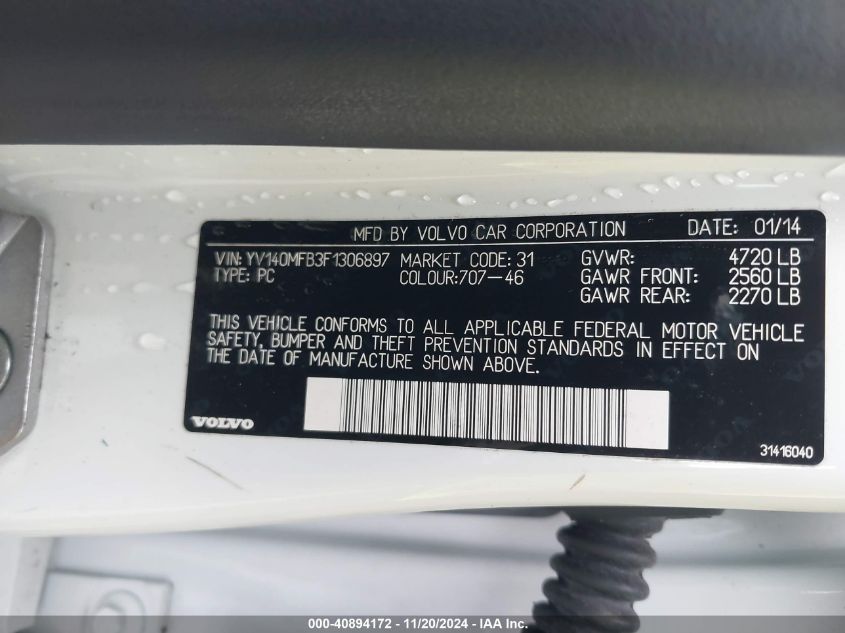 MFD BY VOLVO CAR CORPORATION DATE: 01/14
VIN: YV140MFB3F1306897 MARKET CODE: 31 GVWR: 4720 LB
TYPE: PC COLOUR:707-46 GAWR FRONT: 2560 LB
GAWR REAR: 2270 LB
THIS VEHICLE CONFORMS TO ALL APPLICABLE FEDERAL MOTOR VEHICLE
SAFETY, BUMPER AND THEFT PREVENTION STANDARDS IN EFFECT ON
THE DATE OF MANUFACTURE SHOWN ABOVE.
VOLVO
31416040
000-40894172 - 11/20/2024 - IAA Inc.